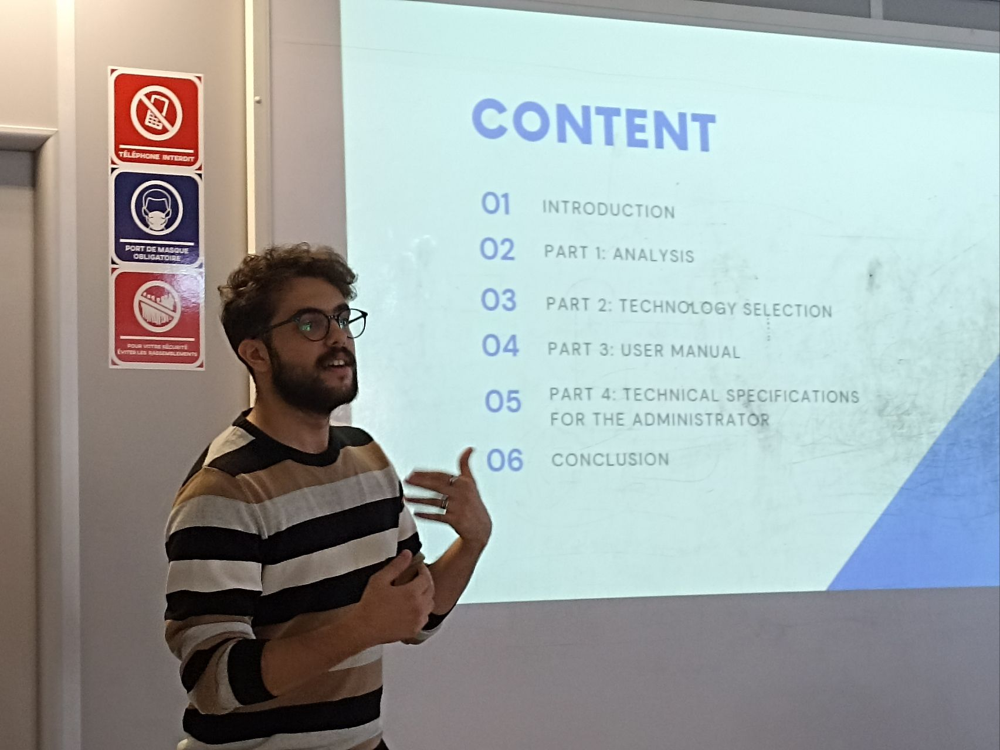 TÉLÉPHONE INTERDIT
PORT DE MASQUE
OBLIGATOIRE
POUR VOTRE SÉCURITÉ
ÉVITER LES RASSEMBLEMENTS
CONTENT
01 INTRODUCTION
02 PART 1: ANALYSIS
03 PART 2: TECHNOLOGY SELECTION
04 PART 3: USER MANUAL
05 PART 4: TECHNICAL SPECIFICATIONS
FOR THE ADMINISTRATOR
06 CONCLUSION